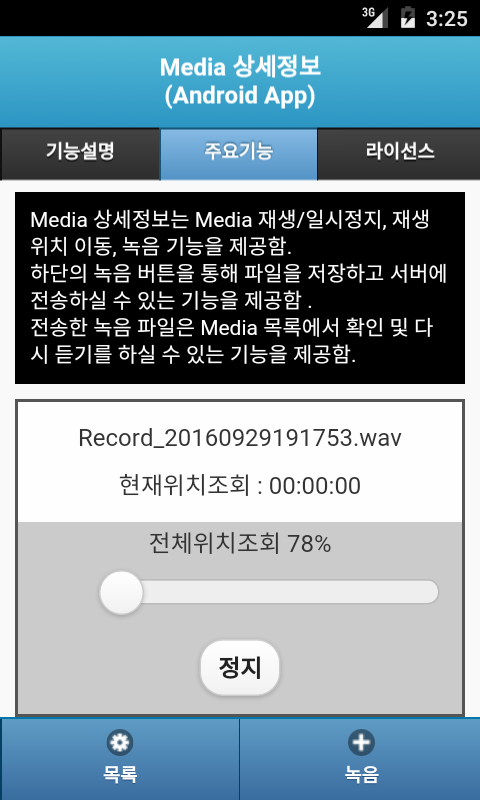 3G
3:25
Media 상세정보
(Android App)
기능설명 주요기능 라이선스
Media 상세정보는 Media 재생/일시정지, 재생
위치 이동, 녹음 기능을 제공함.
하단의 녹음 버튼을 통해 파일을 저장하고 서버에
전송하실 수 있는 기능을 제공함 .
전송한 녹음 파일은 Media 목록에서 확인 및 다
시 듣기를 하실 수 있는 기능을 제공함.
Record_20160929191753.wav
현재위치조회 : 00:00:00
전체위치조회 78%
정지
목록 녹음